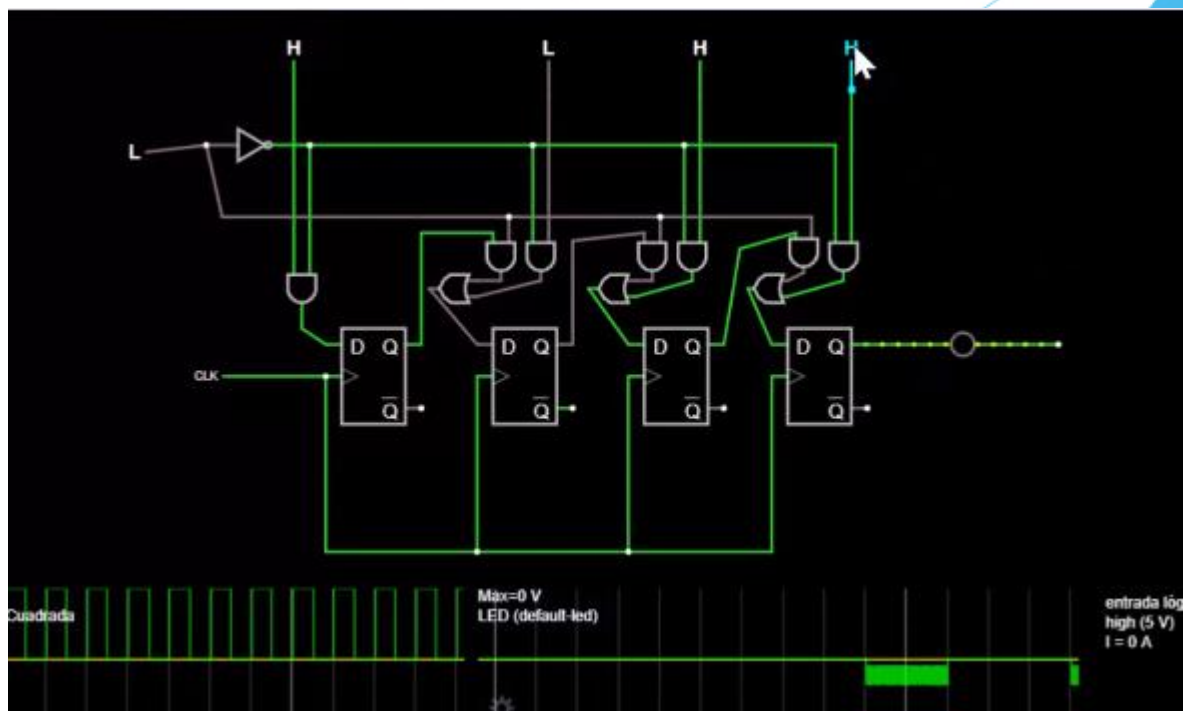 H L H H
L
D Q D Q D Q D Q
CLK
Q Q Q Q
Cuadrada
Max=0 V
LED (default-led)
entrada lóg
high (5 V)
I = 0 A